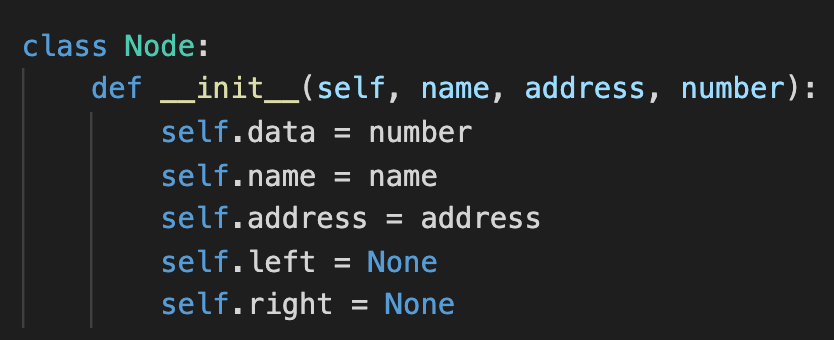 class Node:
    def __init__(self, name, address, number):
        self.data = number
        self.name = name
        self.address = address
        self.left = None
        self.right = None